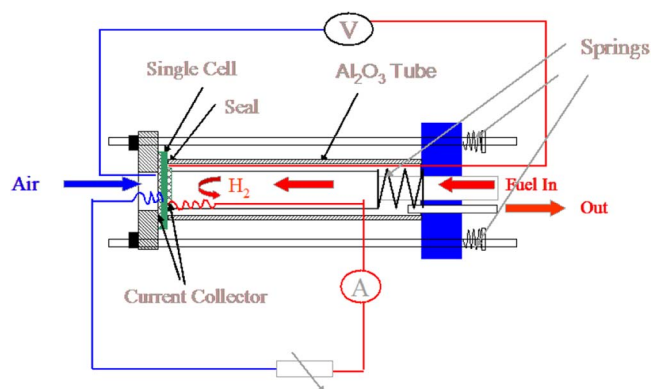 V
Springs
Single Cell
Al₂O₃ Tube
Seal
Air
H₂
Fuel In
Out
Current Collector
A